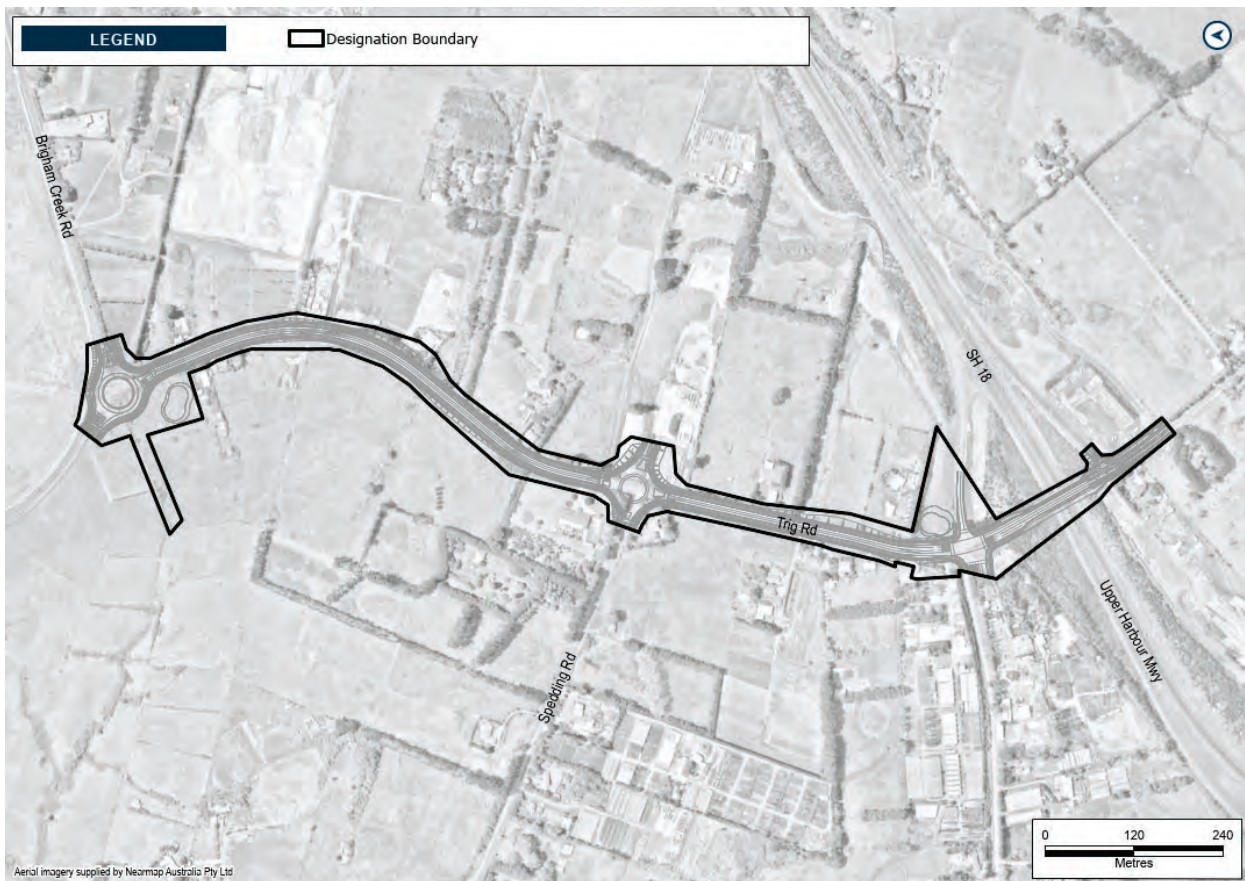 LEGEND
Designation Boundary
Brigham Creek Rd
SH 18
Trig Rd
Upper Harbour Mwy
Spedding Rd
0 120 240
Metres
Aerial imagery supplied by Nearmap Australia Pty Ltd